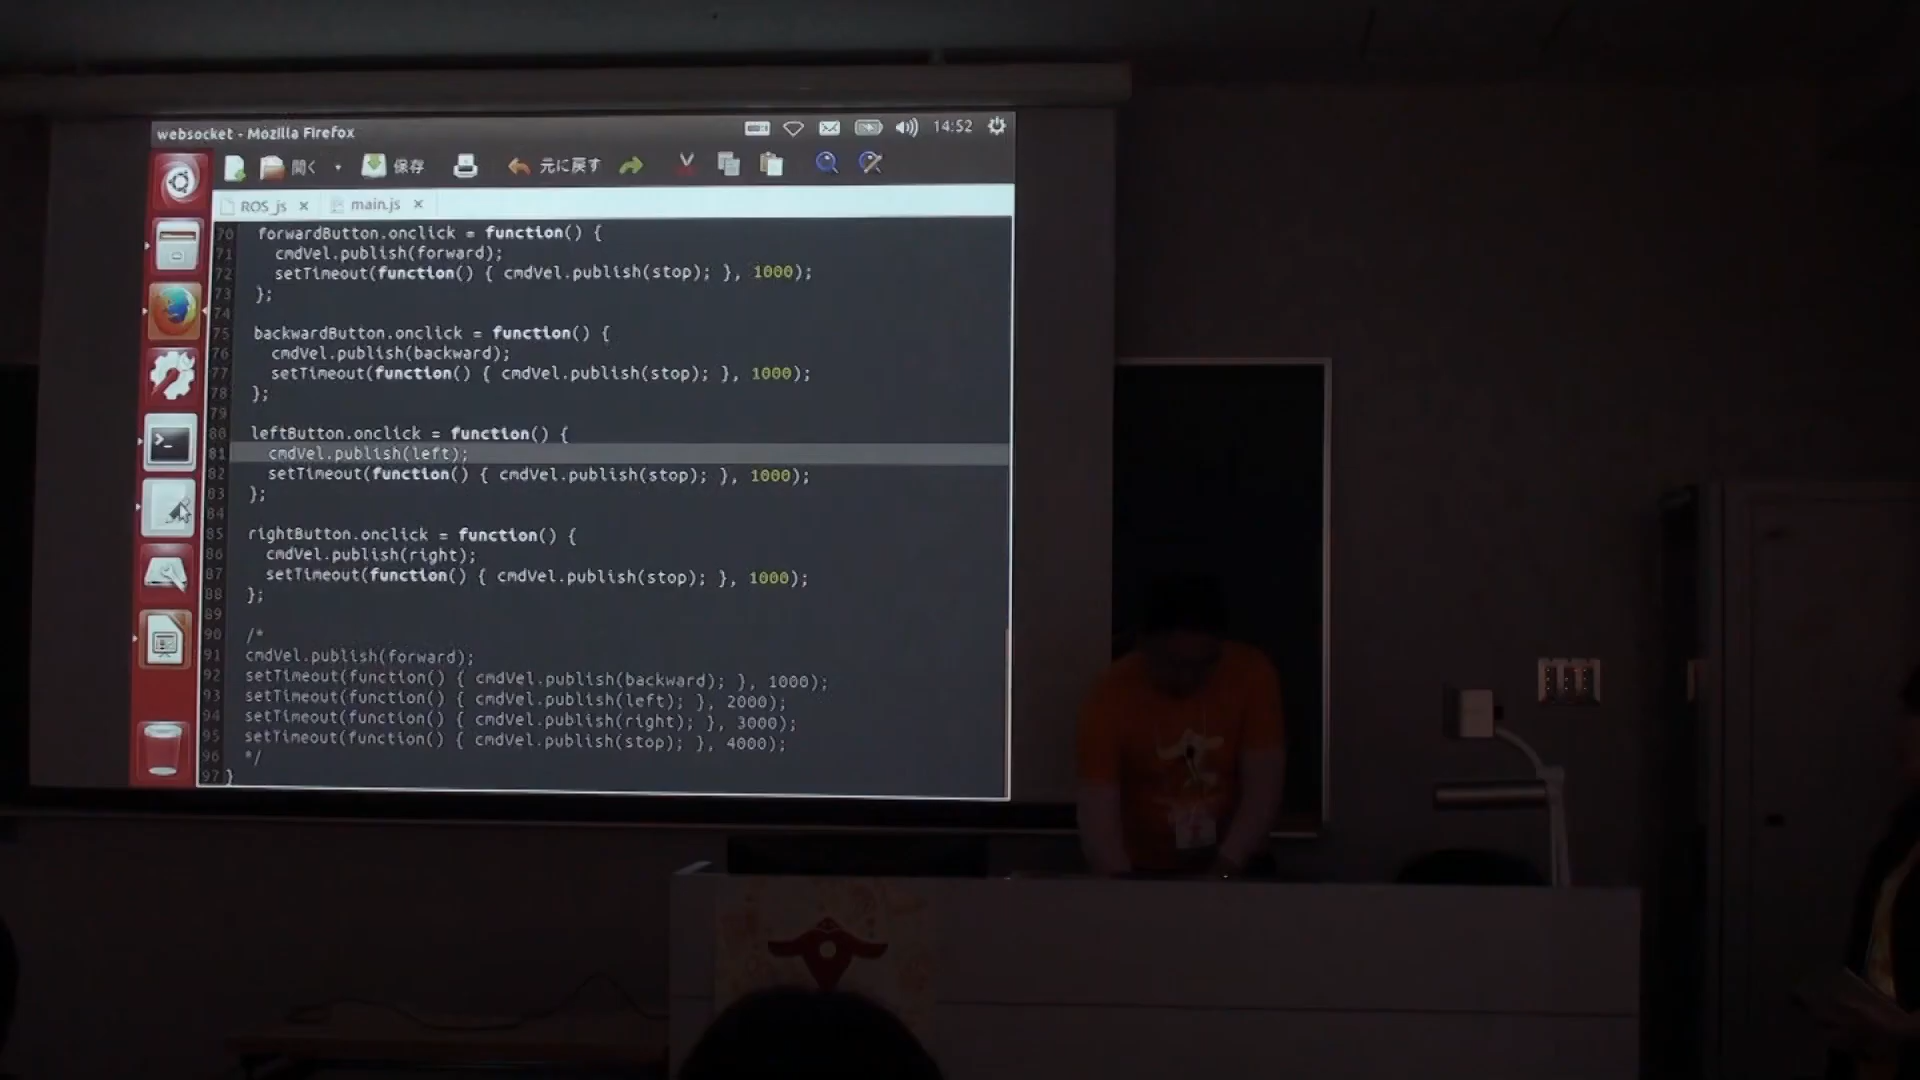 websocket - Mozilla Firefox
14:52
開く
保存
元に戻す
ROS_js ×
main.js ×
70 forwardButton.onclick = function() {
71 cmdVel.publish(forward);
72 setTimeout(function() { cmdVel.publish(stop); }, 1000);
73 };
74
75 backwardButton.onclick = function() {
76 cmdVel.publish(backward);
77 setTimeout(function() { cmdVel.publish(stop); }, 1000);
78 };
79
80 leftButton.onclick = function() {
81 cmdVel.publish(left);
82 setTimeout(function() { cmdVel.publish(stop); }, 1000);
83 };
84
85 rightButton.onclick = function() {
86 cmdVel.publish(right);
87 setTimeout(function() { cmdVel.publish(stop); }, 1000);
88 };
89
90 /*
91 cmdVel.publish(forward);
92 setTimeout(function() { cmdVel.publish(backward); }, 1000);
93 setTimeout(function() { cmdVel.publish(left); }, 2000);
94 setTimeout(function() { cmdVel.publish(right); }, 3000);
95 setTimeout(function() { cmdVel.publish(stop); }, 4000);
96 */
97 }